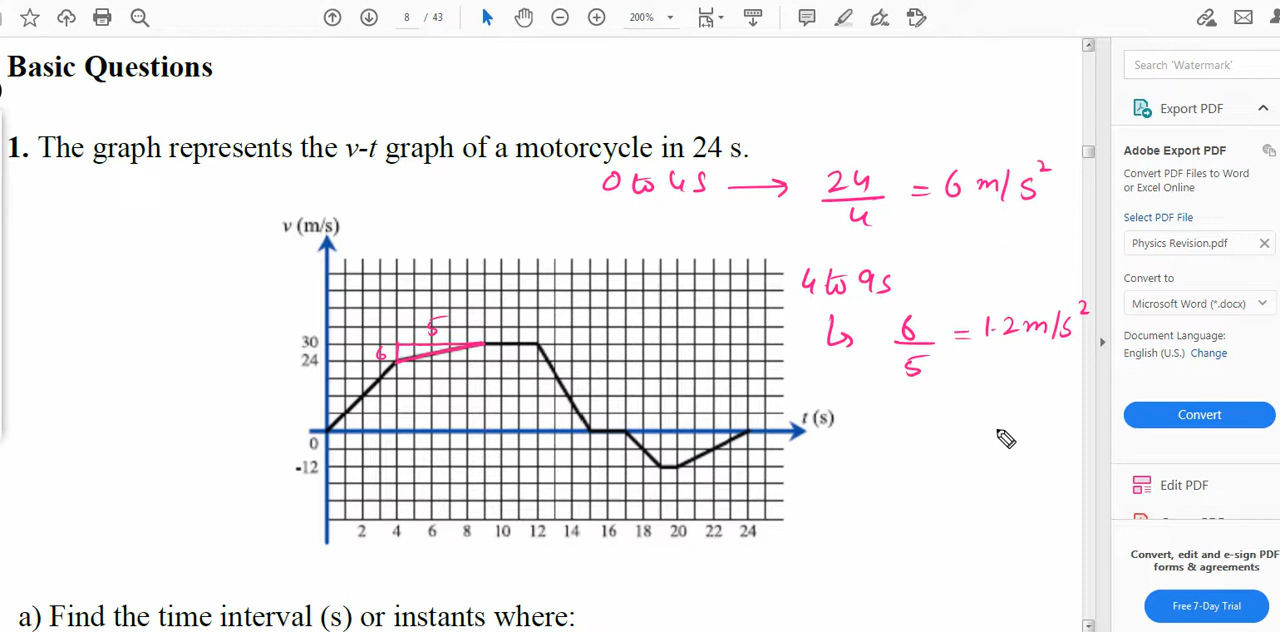 8 / 43
200%
Basic Questions
Search 'Watermark'
Export PDF
1. The graph represents the v-t graph of a motorcycle in 24 s.
Adobe Export PDF
Convert PDF Files to Word
or Excel Online
0 to 4s → 24/4 = 6 m/s²
Select PDF File
Physics Revision.pdf
v (m/s)
4 to 9s
Convert to
Microsoft Word (*.docx)
↳ 6/5 = 1.2 m/s²
Document Language:
English (U.S.) Change
5
30
6
24
t (s)
Convert
0
-12
2 4 6 8 10 12 14 16 18 20 22 24
Edit PDF
Convert, edit and e-sign PDF
forms & agreements
a) Find the time interval (s) or instants where:
Free 7-Day Trial